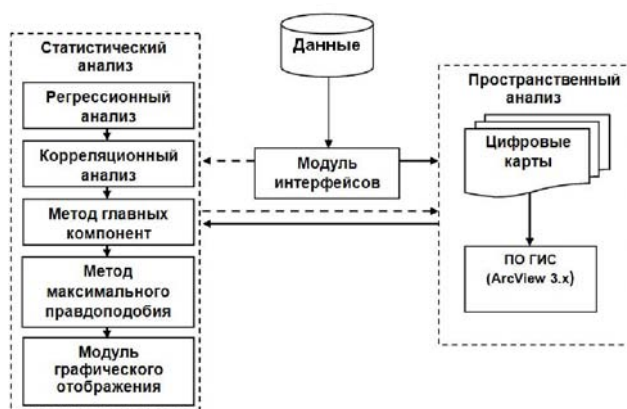 Статистический
анализ
Регрессионный
анализ
Корреляционный
анализ
Метод главных
компонент
Метод
максимального
правдоподобия
Модуль
графического
отображения
Данные
Модуль
интерфейсов
Пространственный
анализ
Цифровые
карты
ПО ГИС
(ArcView 3.x)